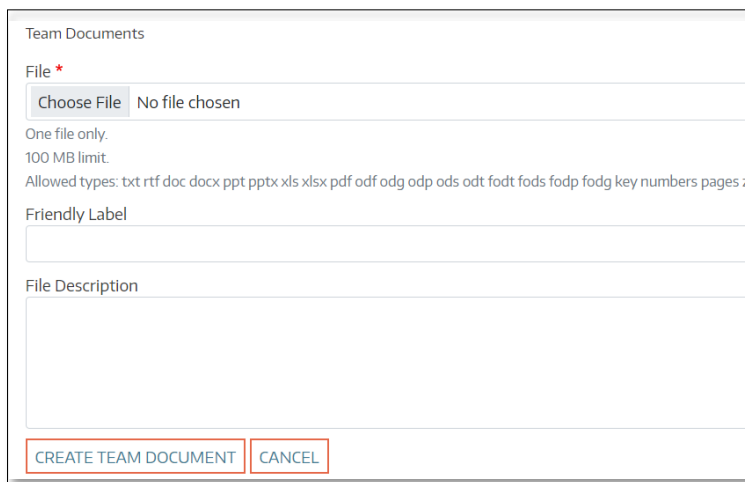 Team Documents
File *
Choose File No file chosen
One file only.
100 MB limit.
Allowed types: txt rtf doc docx ppt pptx xls xlsx pdf odf odg odp ods odt fodt fods fodp fodg key numbers pages
Friendly Label
File Description
CREATE TEAM DOCUMENT CANCEL